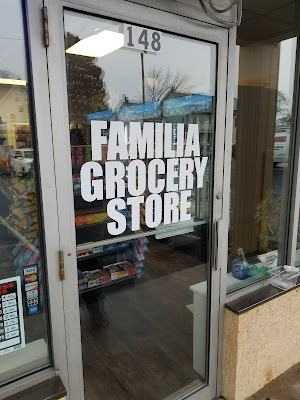 148
FAMILIA
GROCERY
STORE